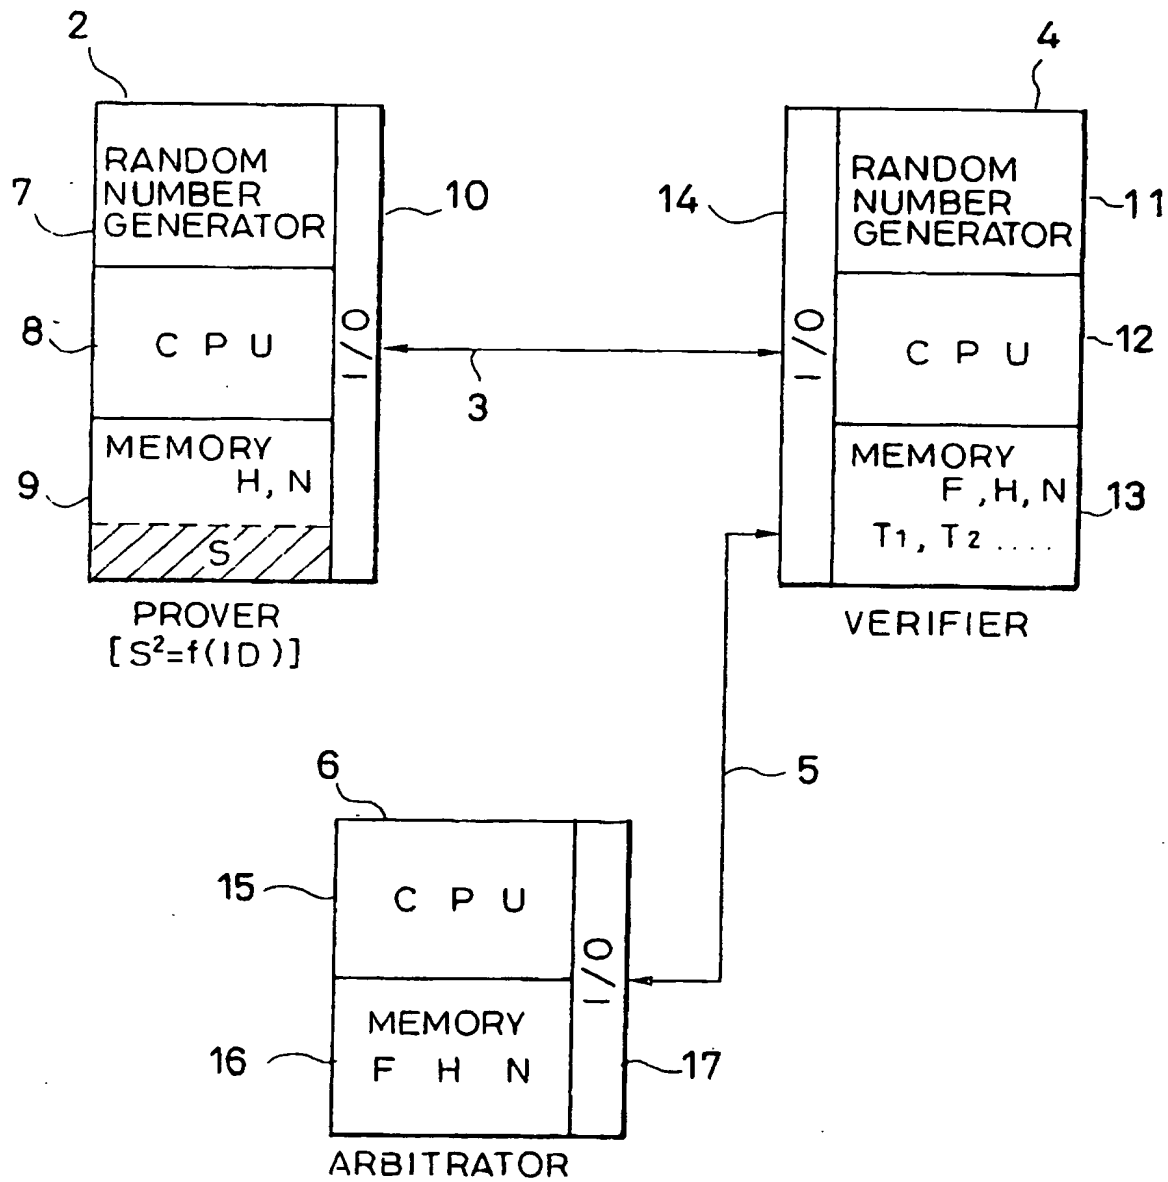 2
RANDOM
NUMBER
GENERATOR
7
10
8
C P U
I/O
3
MEMORY
H, N
9
S
PROVER
[S²=f(ID)]
4
RANDOM
NUMBER
GENERATOR
14
11
I/O
C P U
12
MEMORY
F, H, N
13
T1, T2 ....
VERIFIER
5
6
15
C P U
I/O
MEMORY
16
F H N
17
ARBITRATOR